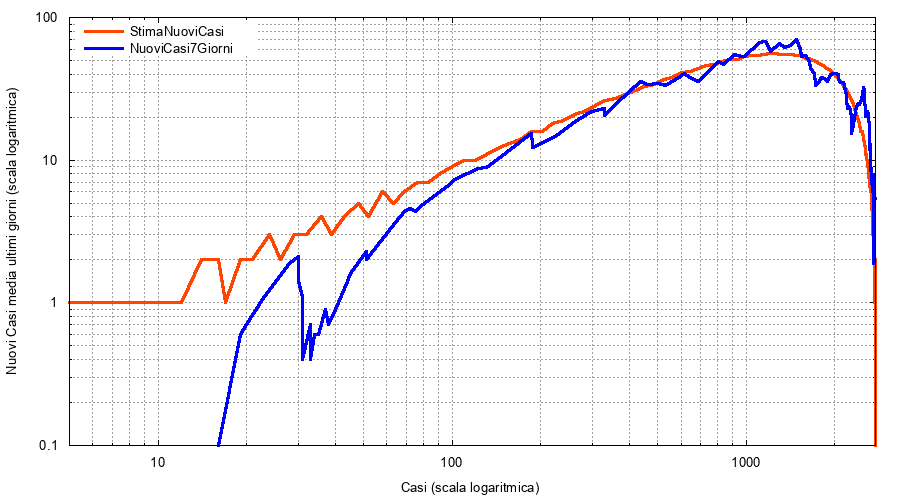 100
StimaNuoviCasi
NuoviCasi7Giorni
Nuovi Casi media ultimi giorni (scala logaritmica)
10
1
0.1
10
100
1000
Casi (scala logaritmica)